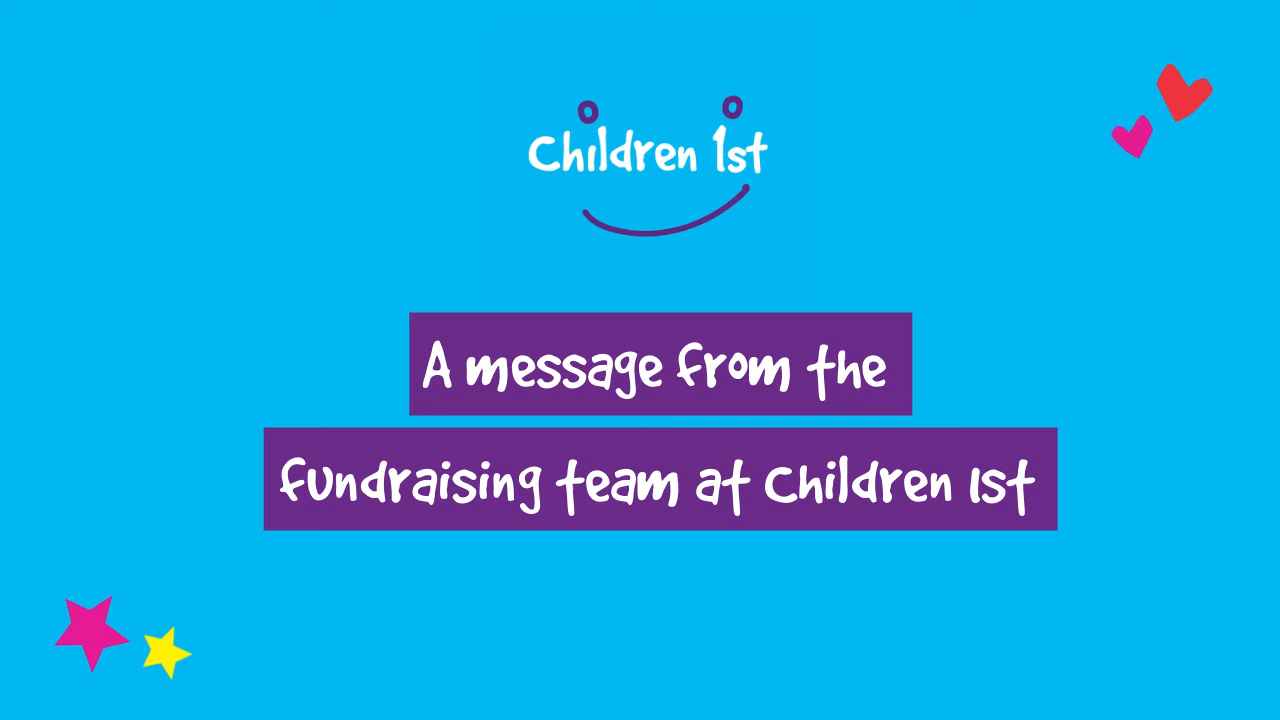 Children 1st
A message from the
fundraising team at Children 1st